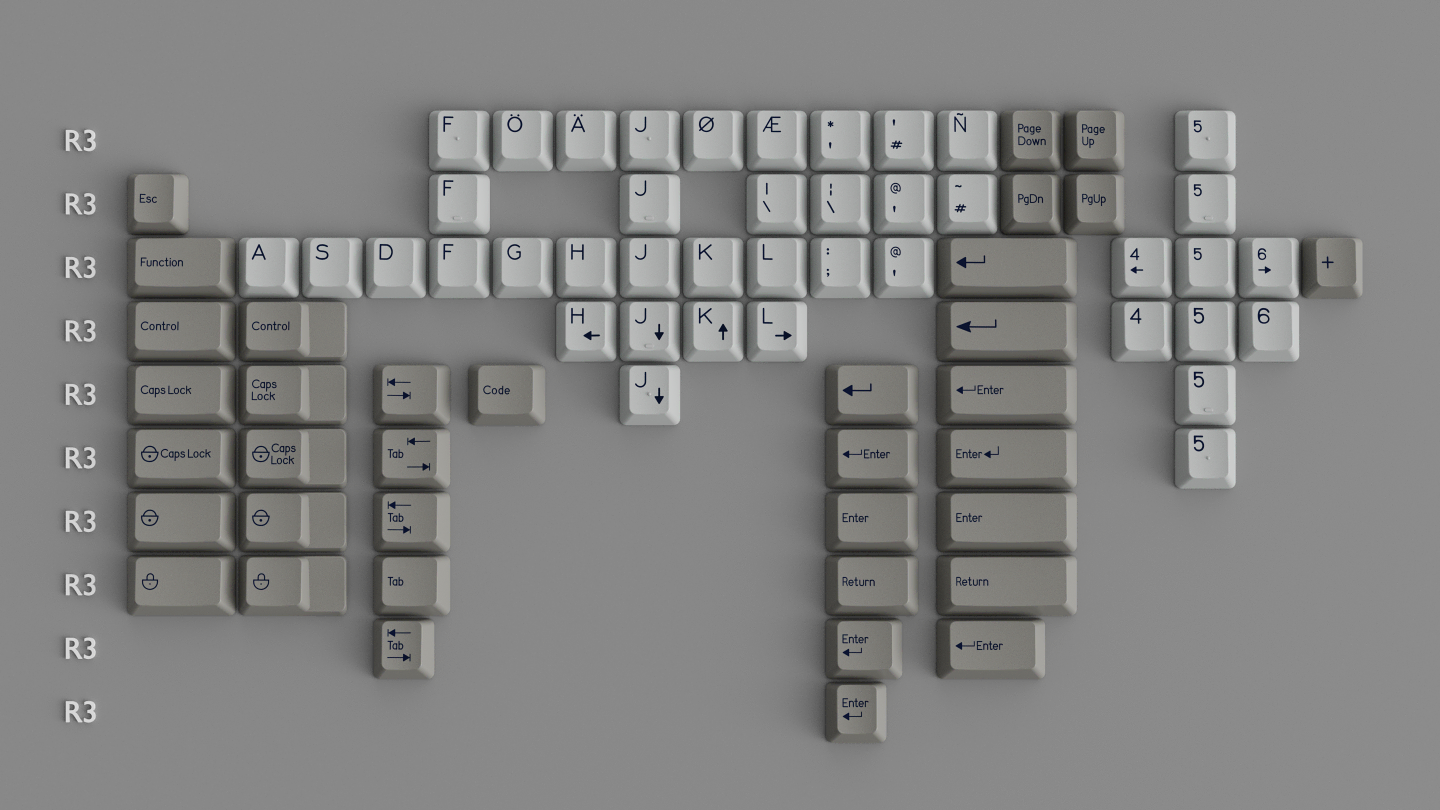 R3 F Ö Ä J Ø Æ * ' ' # Ñ Page Down Page Up 5
R3 Esc F J | \ ¦ \ @ ' ~ # PgDn PgUp 5
R3 Function A S D F G H J K L : ; @ ' ↵ 4 ← 5 6 → +
R3 Control Control H ← J ↓ K ↑ L → ↵ 4 5 6
R3 Caps Lock Caps Lock ⇤ ⇥ Code J ↓ ↵ ↵Enter 5
R3 Caps Lock Caps Lock Tab ⇤ ⇥ ↵Enter Enter↵ 5
R3 ⇤ Tab ⇥ Enter Enter
R3 Tab Return Return
R3 ⇤ Tab ⇥ Enter ↵ ↵Enter
R3 Enter ↵